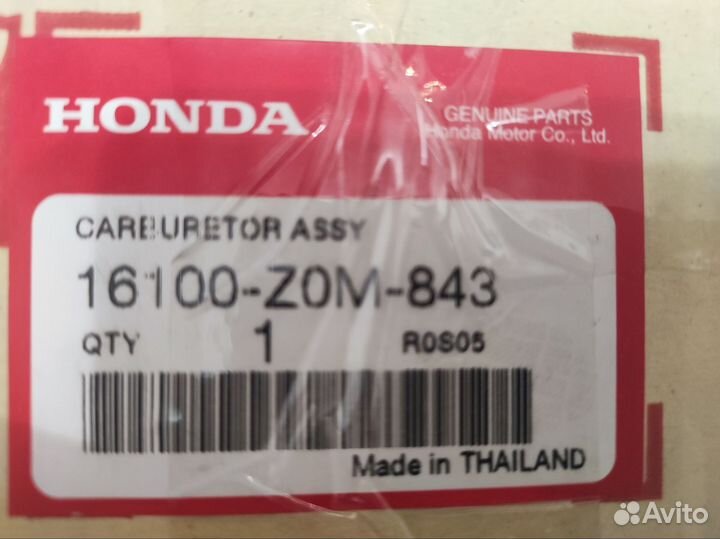 HONDA
GENUINE PARTS
Honda Motor Co., Ltd.
CARBURETOR ASSY
16100-Z0M-843
QTY 1 R0S05
Made in THAILAND
Avito